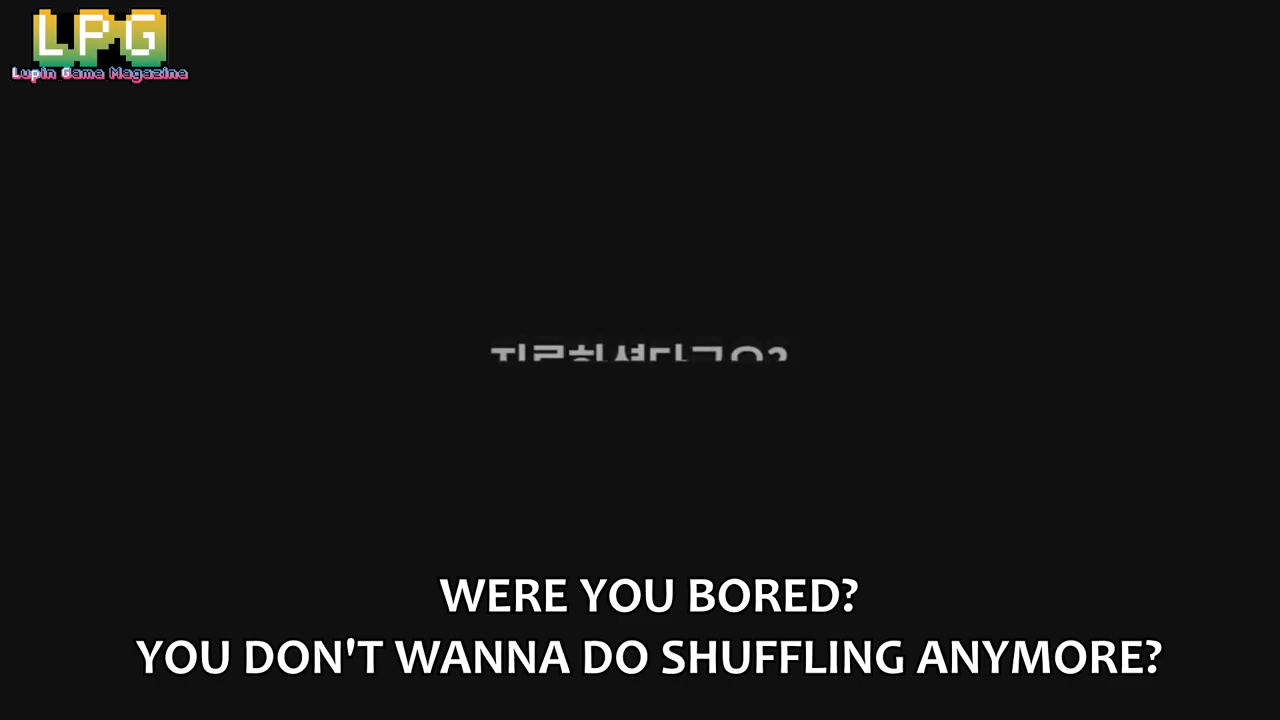 LPG
Lupin Game Magazine
WERE YOU BORED?
YOU DON'T WANNA DO SHUFFLING ANYMORE?